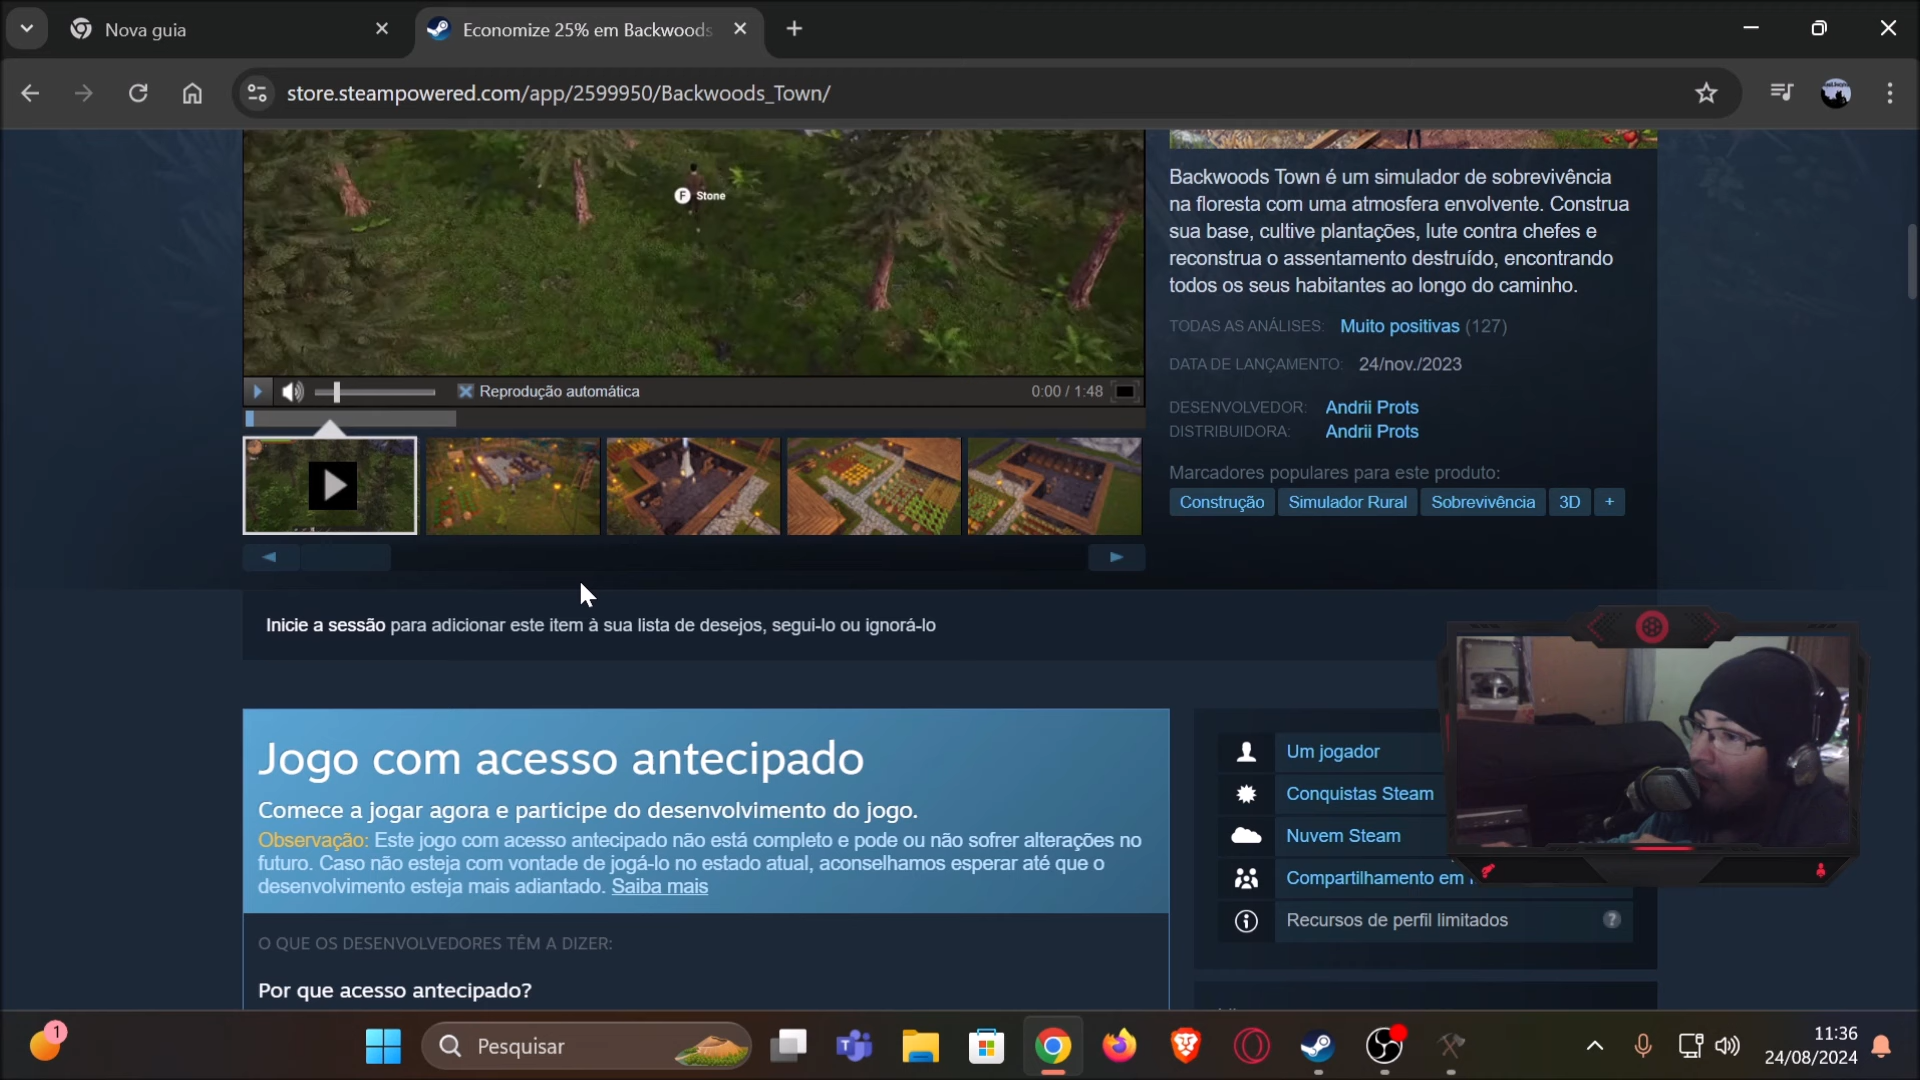 Nova guia
Economize 25% em Backwoods
store.steampowered.com/app/2599950/Backwoods_Town/
F Stone
Backwoods Town é um simulador de sobrevivência
na floresta com uma atmosfera envolvente. Construa
sua base, cultive plantações, lute contra chefes e
reconstrua o assentamento destruído, encontrando
todos os seus habitantes ao longo do caminho.
TODAS AS ANÁLISES: Muito positivas (127)
DATA DE LANÇAMENTO: 24/nov./2023
DESENVOLVEDOR: Andrii Prots
DISTRIBUIDORA: Andrii Prots
Marcadores populares para este produto:
Construção Simulador Rural Sobrevivência 3D +
Reprodução automática 0:00 / 1:48
Inicie a sessão para adicionar este item à sua lista de desejos, segui-lo ou ignorá-lo
Jogo com acesso antecipado
Comece a jogar agora e participe do desenvolvimento do jogo.
Observação: Este jogo com acesso antecipado não está completo e pode ou não sofrer alterações no
futuro. Caso não esteja com vontade de jogá-lo no estado atual, aconselhamos esperar até que o
desenvolvimento esteja mais adiantado. Saiba mais
O QUE OS DESENVOLVEDORES TÊM A DIZER:
Por que acesso antecipado?
Um jogador
Conquistas Steam
Nuvem Steam
Compartilhamento em
Recursos de perfil limitados ?
1
Pesquisar
11:36
24/08/2024